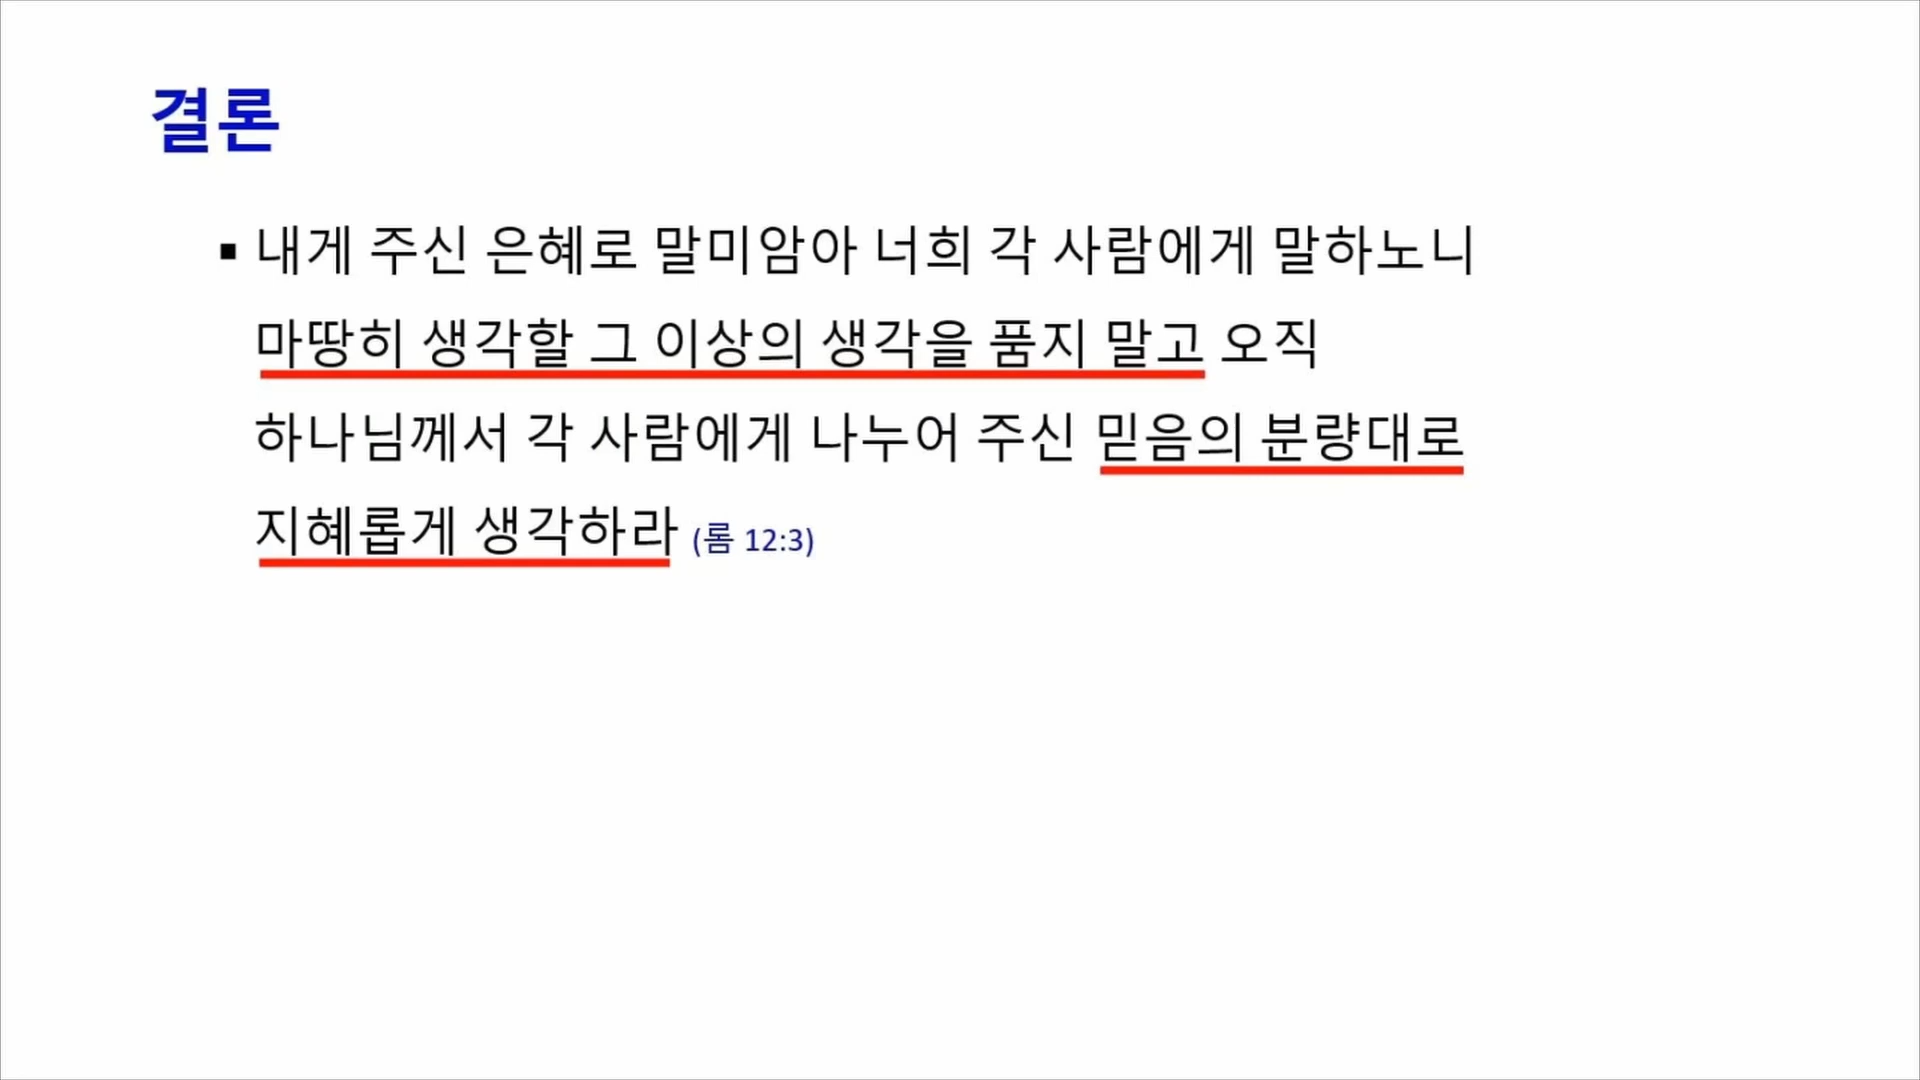 결론
▪ 내게 주신 은혜로 말미암아 너희 각 사람에게 말하노니
마땅히 생각할 그 이상의 생각을 품지 말고 오직
하나님께서 각 사람에게 나누어 주신 믿음의 분량대로
지혜롭게 생각하라 (롬 12:3)